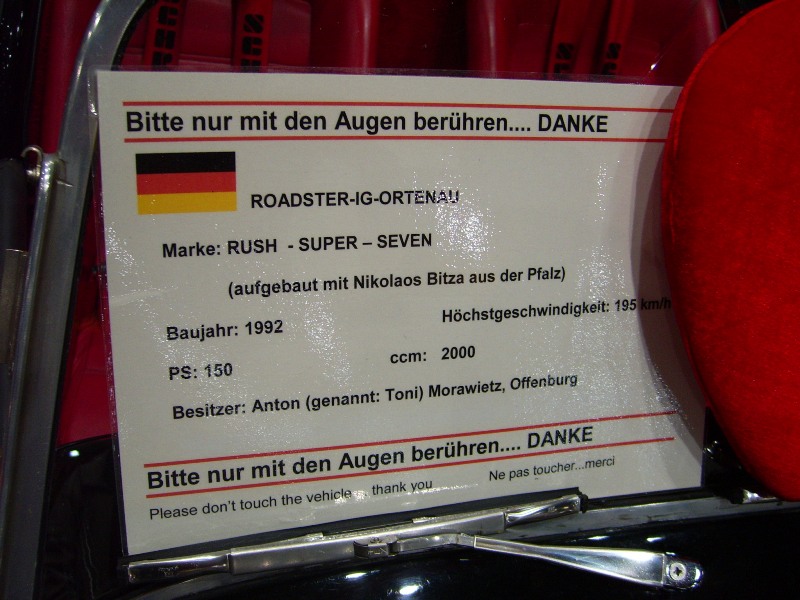 Bitte nur mit den Augen berühren.... DANKE
ROADSTER-IG-ORTENAU
Marke: RUSH - SUPER – SEVEN
(aufgebaut mit Nikolaos Bitza aus der Pfalz)
Baujahr: 1992 Höchstgeschwindigkeit: 195 km/h
PS: 150 ccm: 2000
Besitzer: Anton (genannt: Toni) Morawietz, Offenburg
Bitte nur mit den Augen berühren.... DANKE
Please don't touch the vehicle... thank you Ne pas toucher...merci